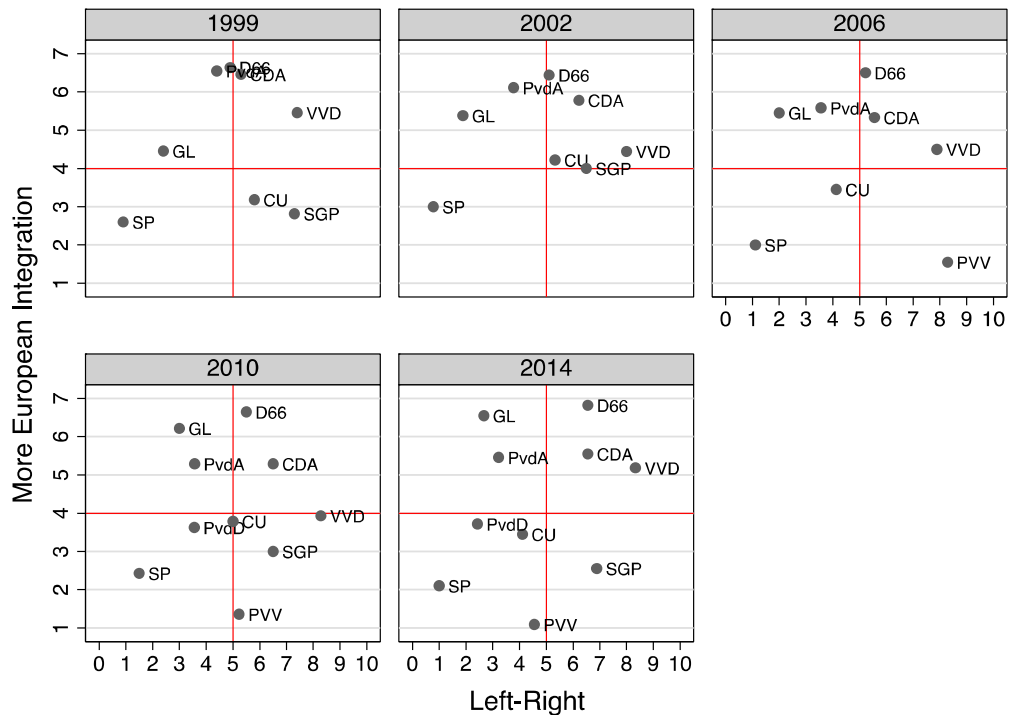 1999
2002
2006
More European Integration
7
6
5
4
3
2
1
D66
PvdA
CDA
VVD
GL
CU
SGP
SP
D66
PvdA
CDA
GL
VVD
CU
SGP
SP
D66
GL
PvdA
CDA
VVD
CU
SP
PVV
0 1 2 3 4 5 6 7 8 9 10
2010
2014
7
6
5
4
3
2
1
D66
GL
PvdA
CDA
VVD
CU
PvdD
SGP
SP
PVV
D66
GL
PvdA
CDA
VVD
PvdD
CU
SGP
SP
PVV
0 1 2 3 4 5 6 7 8 9 10
0 1 2 3 4 5 6 7 8 9 10
Left-Right